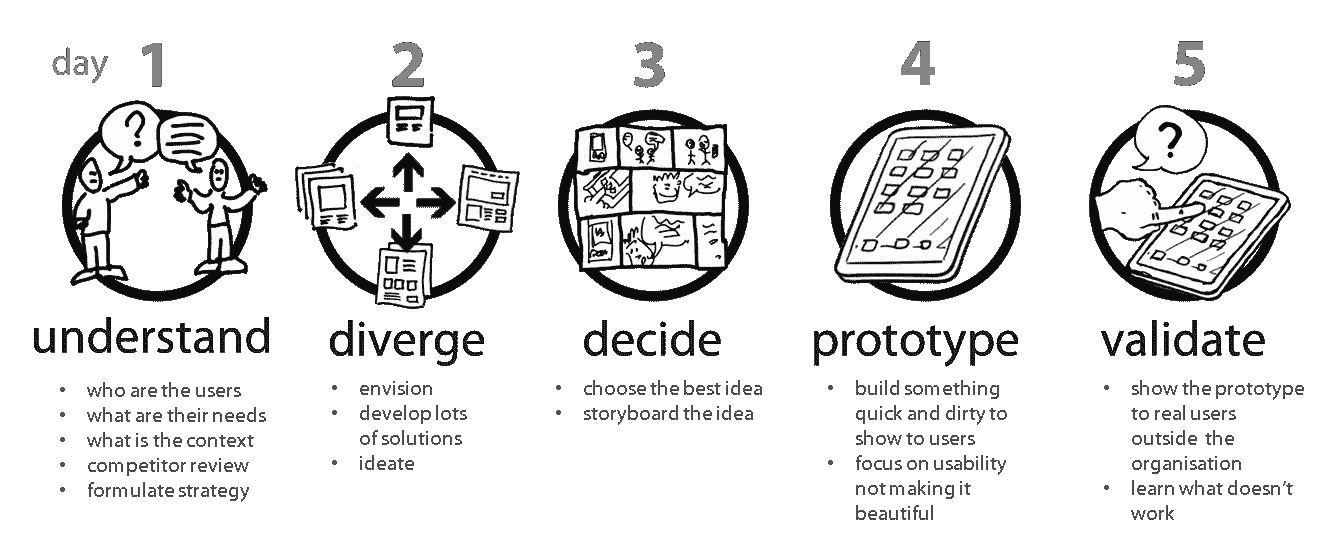 day 1 2 3 4 5
?
?
understand
• who are the users
• what are their needs
• what is the context
• competitor review
• formulate strategy
diverge
• envision
• develop lots
of solutions
• ideate
decide
• choose the best idea
• storyboard the idea
prototype
• build something
quick and dirty to
show to users
• focus on usability
not making it
beautiful
validate
• show the prototype
to real users
outside the
organisation
• learn what doesn't
work